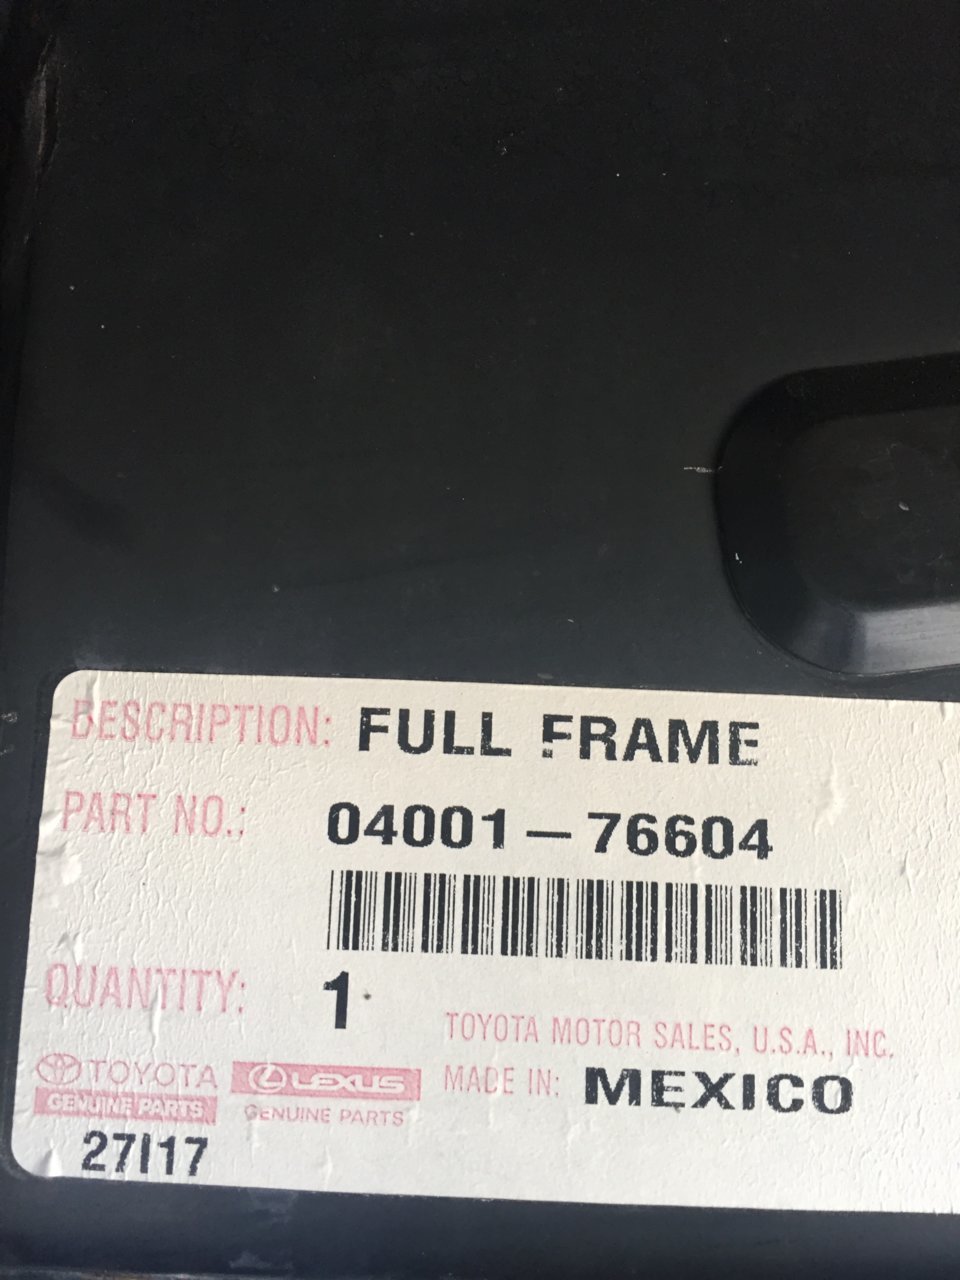 DESCRIPTION: FULL FRAME
PART NO.: 04001-76604
QUANTITY: 1
TOYOTA MOTOR SALES, U.S.A., INC.
TOYOTA LEXUS MADE IN: MEXICO
GENUINE PARTS GENUINE PARTS
27I17